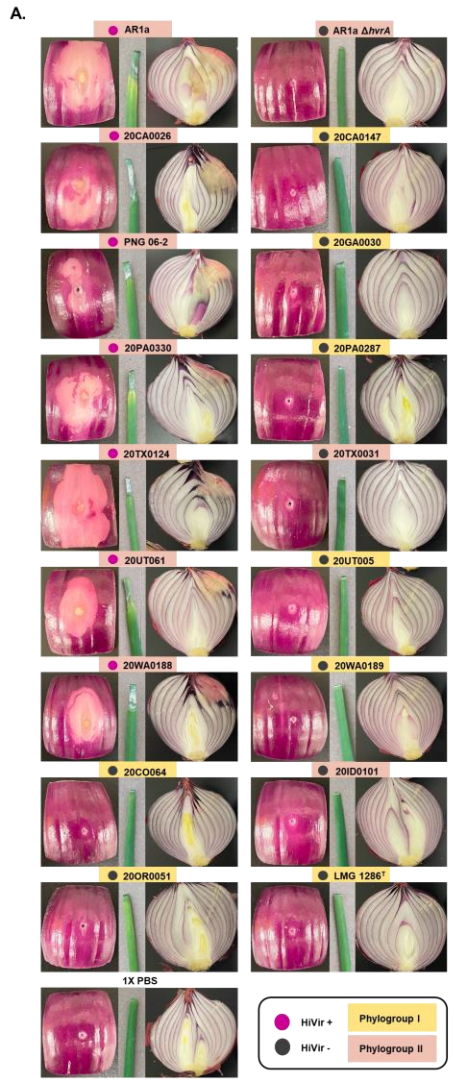 A.
AR1a
AR1a ΔhvrA
20CA0026
20CA0147
PNG 06-2
20GA0030
20PA0330
20PA0287
20TX0124
20TX0031
20UT061
20UT005
20WA0188
20WA0189
20CO064
20ID0101
20OR0051
LMG 1286ᵀ
1X PBS
HiVir +
Phylogroup I
HiVir -
Phylogroup II